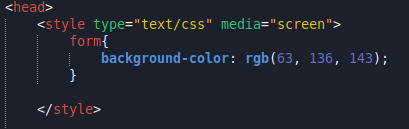 <head>
<style type="text/css" media="screen">
form{
background-color: rgb(63, 136, 143);
}
</style>